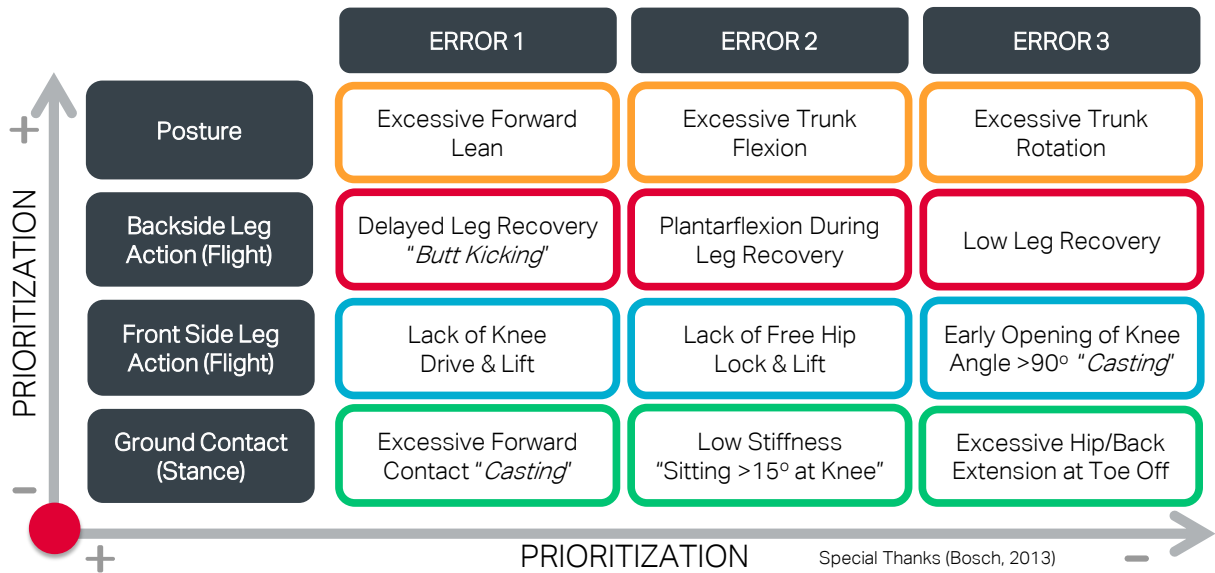 ERROR 1
ERROR 2
ERROR 3
+
Posture
Excessive Forward
Lean
Excessive Trunk
Flexion
Excessive Trunk
Rotation
PRIORITIZATION
Backside Leg
Action (Flight)
Delayed Leg Recovery
"Butt Kicking"
Plantarflexion During
Leg Recovery
Low Leg Recovery
Front Side Leg
Action (Flight)
Lack of Knee
Drive & Lift
Lack of Free Hip
Lock & Lift
Early Opening of Knee
Angle >90º "Casting"
Ground Contact
(Stance)
Excessive Forward
Contact "Casting"
Low Stiffness
"Sitting >15º at Knee"
Excessive Hip/Back
Extension at Toe Off
−
+
PRIORITIZATION
Special Thanks (Bosch, 2013)
−